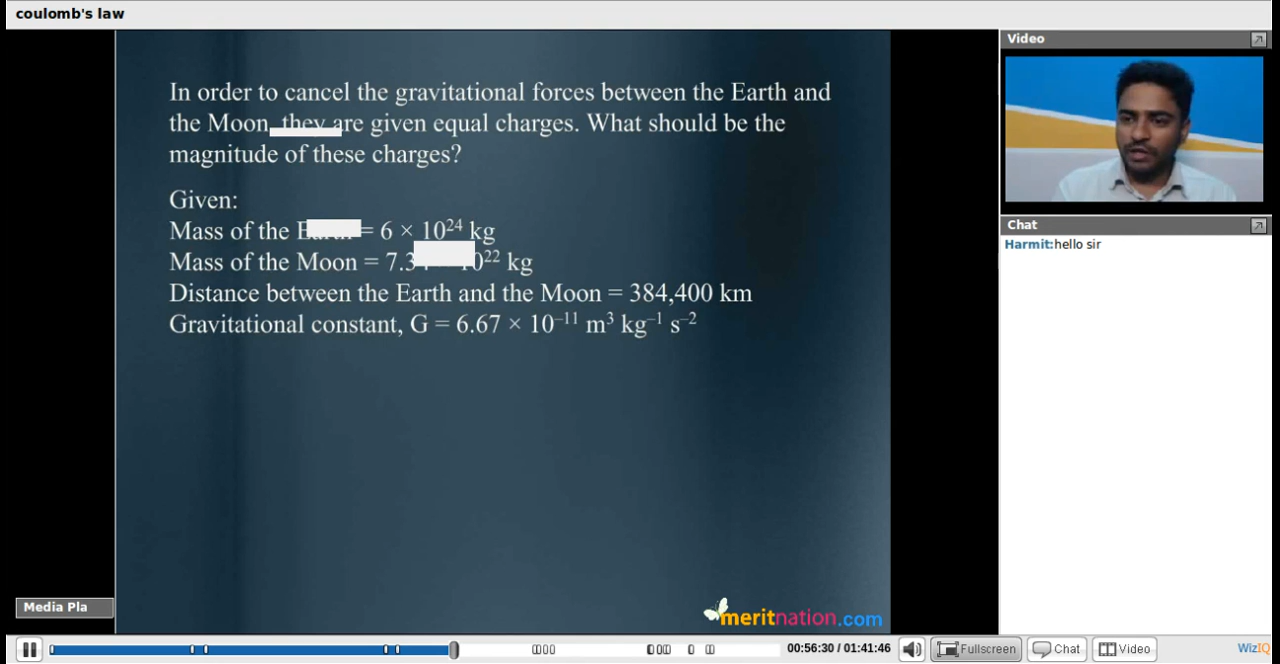 coulomb's law
In order to cancel the gravitational forces between the Earth and
the Moon, they are given equal charges. What should be the
magnitude of these charges?
Given:
Mass of the = 6 × 10²⁴ kg
Mass of the Moon = 7.3 10²² kg
Distance between the Earth and the Moon = 384,400 km
Gravitational constant, G = 6.67 × 10⁻¹¹ m³ kg⁻¹ s⁻²
meritnation.com
Media Pla
Video
Chat
Harmit:hello sir
00:56:30 / 01:41:46
Fullscreen
Chat
Video
WizIQ